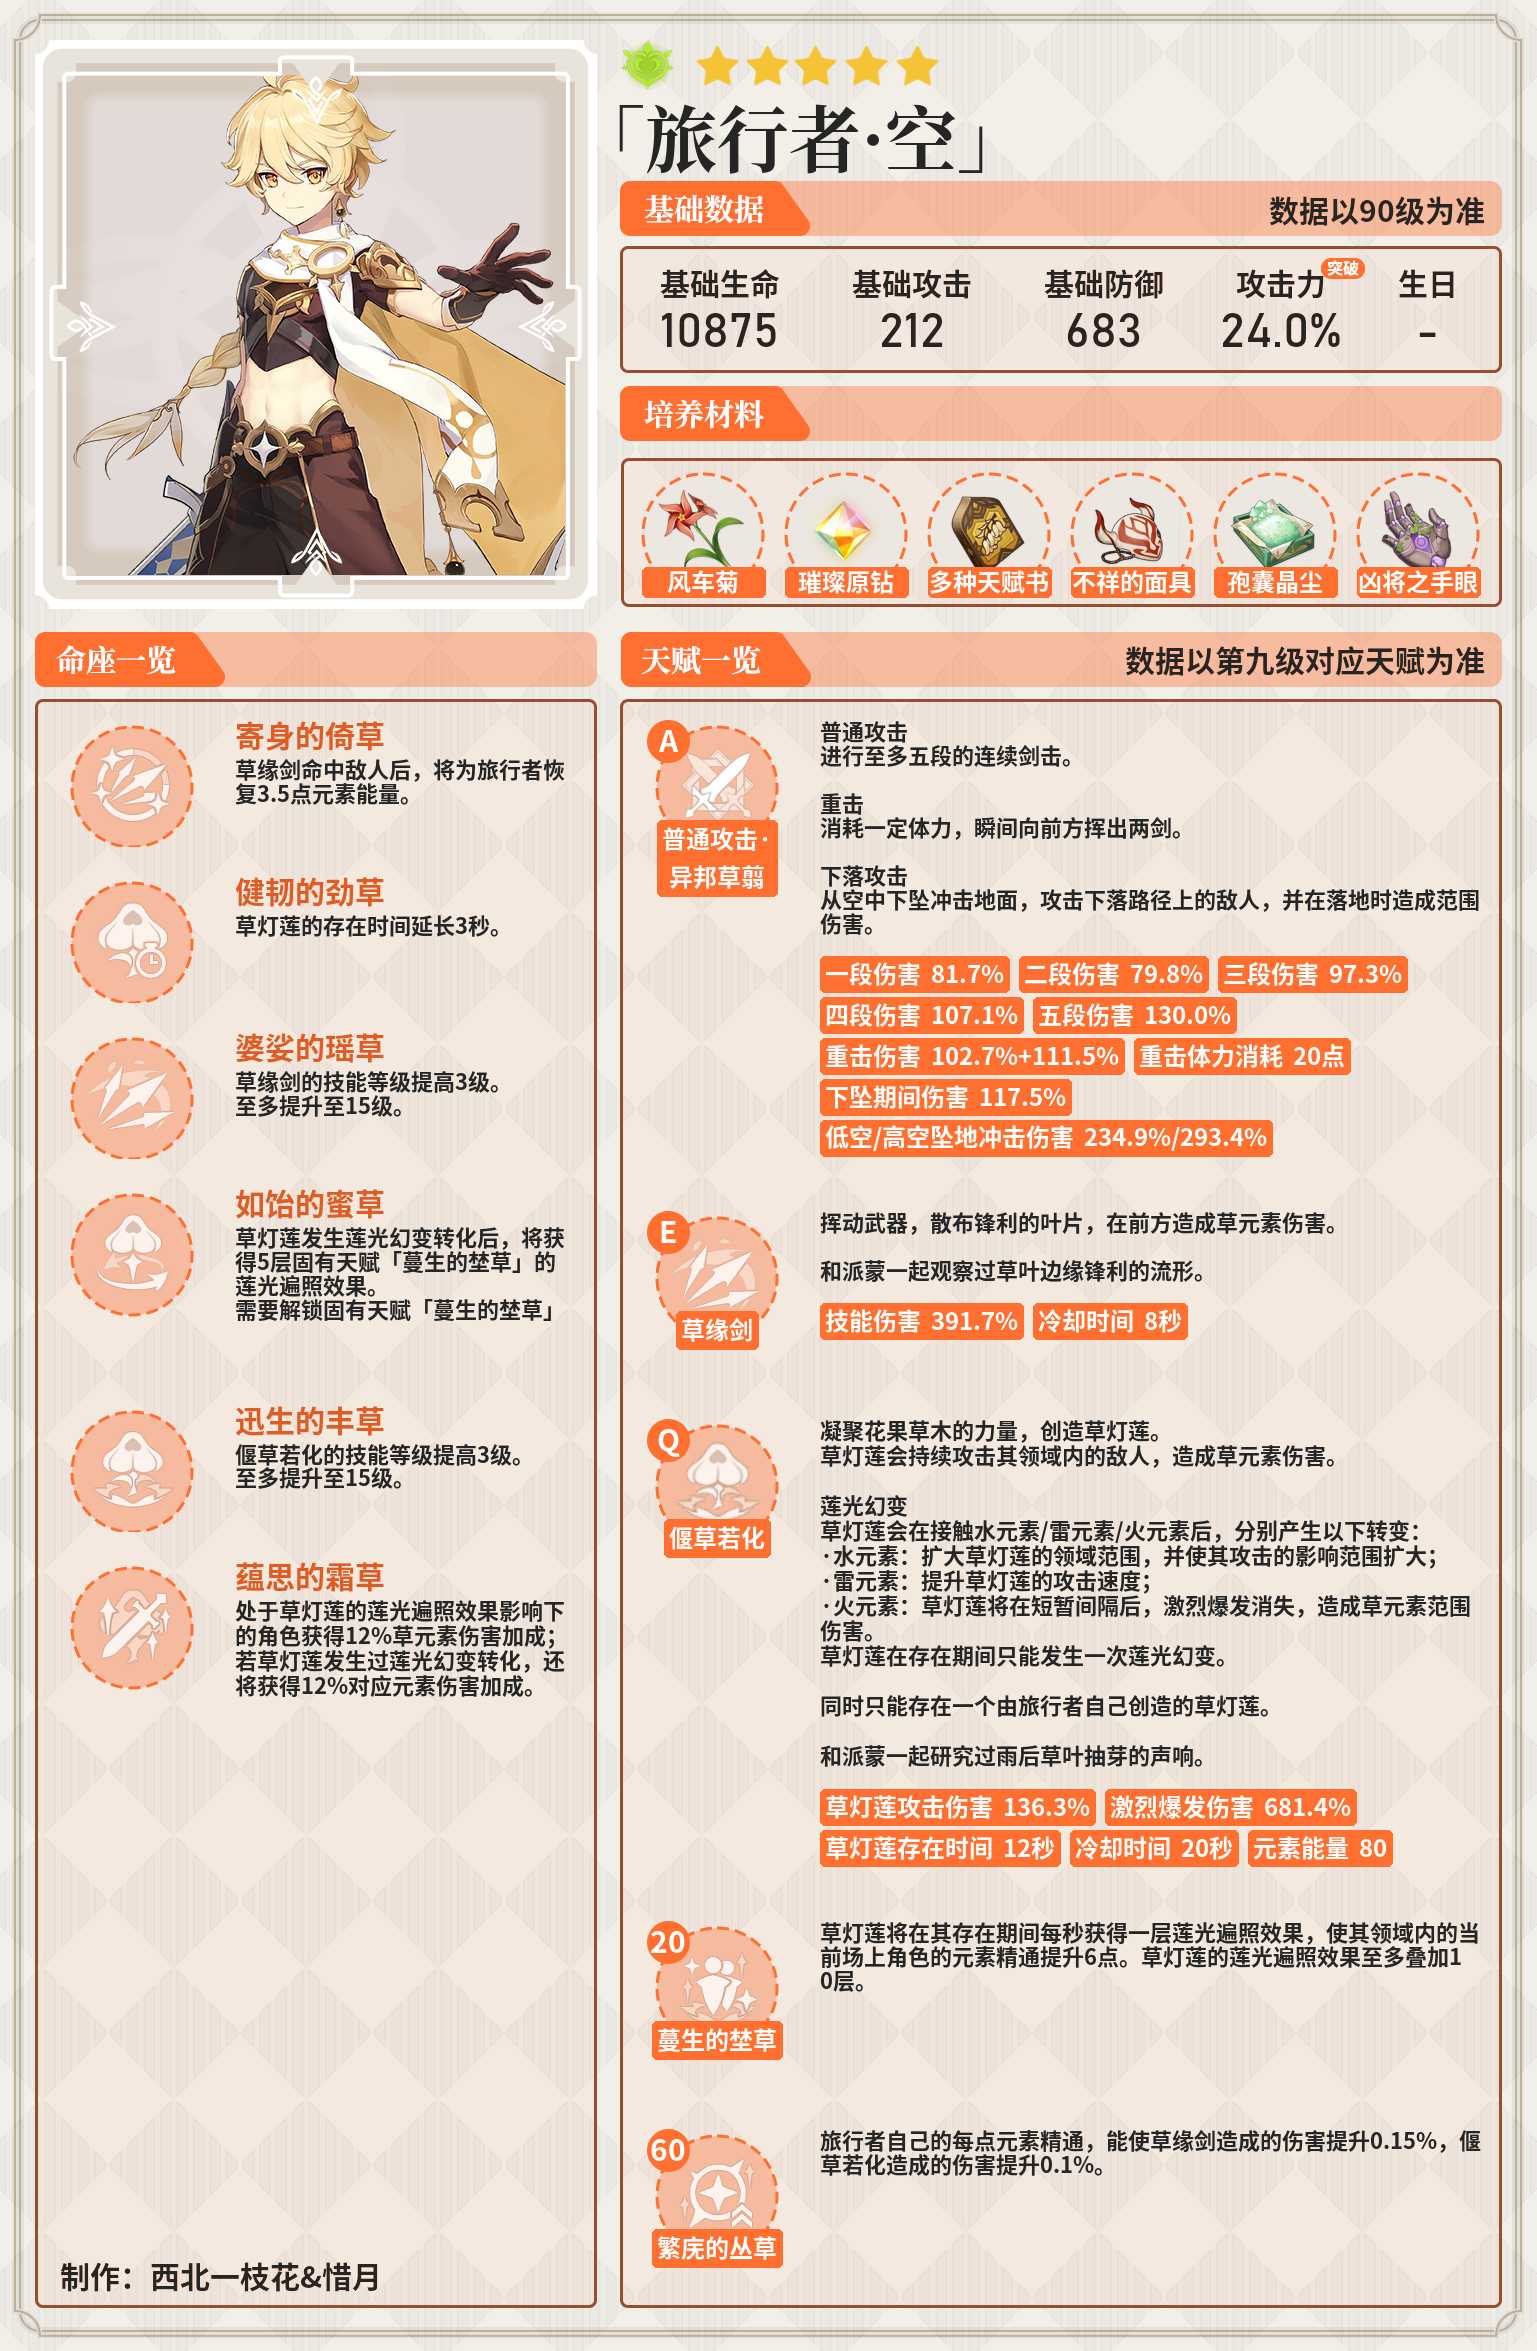 「旅行者·空」
基础数据
数据以90级为准
基础生命
基础攻击
基础防御
攻击力
突破
生日
10875
212
683
24.0%
-
培养材料
风车菊
璀璨原钻
多种天赋书
不祥的面具
孢囊晶尘
凶将之手眼
命座一览
寄身的倚草
草缘剑命中敌人后，将为旅行者恢
复3.5点元素能量。
健韧的劲草
草灯莲的存在时间延长3秒。
婆娑的瑶草
草缘剑的技能等级提高3级。
至多提升至15级。
如饴的蜜草
草灯莲发生莲光幻变转化后，将获
得5层固有天赋「蔓生的埜草」的
莲光遍照效果。
需要解锁固有天赋「蔓生的埜草」
迅生的丰草
偃草若化的技能等级提高3级。
至多提升至15级。
蕴思的霜草
处于草灯莲的莲光遍照效果影响下
的角色获得12%草元素伤害加成；
若草灯莲发生过莲光幻变转化，还
将获得12%对应元素伤害加成。
制作：西北一枝花&惜月
天赋一览
数据以第九级对应天赋为准
A
普通攻击·
异邦草翦
普通攻击
进行至多五段的连续剑击。
重击
消耗一定体力，瞬间向前方挥出两剑。
下落攻击
从空中下坠冲击地面，攻击下落路径上的敌人，并在落地时造成范围
伤害。
一段伤害 81.7%
二段伤害 79.8%
三段伤害 97.3%
四段伤害 107.1%
五段伤害 130.0%
重击伤害 102.7%+111.5%
重击体力消耗 20点
下坠期间伤害 117.5%
低空/高空坠地冲击伤害 234.9%/293.4%
E
草缘剑
挥动武器，散布锋利的叶片，在前方造成草元素伤害。
和派蒙一起观察过草叶边缘锋利的流形。
技能伤害 391.7%
冷却时间 8秒
Q
偃草若化
凝聚花果草木的力量，创造草灯莲。
草灯莲会持续攻击其领域内的敌人，造成草元素伤害。
莲光幻变
草灯莲会在接触水元素/雷元素/火元素后，分别产生以下转变：
·水元素：扩大草灯莲的领域范围，并使其攻击的影响范围扩大；
·雷元素：提升草灯莲的攻击速度；
·火元素：草灯莲将在短暂间隔后，激烈爆发消失，造成草元素范围
伤害。
草灯莲在存在期间只能发生一次莲光幻变。
同时只能存在一个由旅行者自己创造的草灯莲。
和派蒙一起研究过雨后草叶抽芽的声响。
草灯莲攻击伤害 136.3%
激烈爆发伤害 681.4%
草灯莲存在时间 12秒
冷却时间 20秒
元素能量 80
20
蔓生的埜草
草灯莲将在其存在期间每秒获得一层莲光遍照效果，使其领域内的当
前场上角色的元素精通提升6点。草灯莲的莲光遍照效果至多叠加1
0层。
60
繁庑的丛草
旅行者自己的每点元素精通，能使草缘剑造成的伤害提升0.15%，偃
草若化造成的伤害提升0.1%。